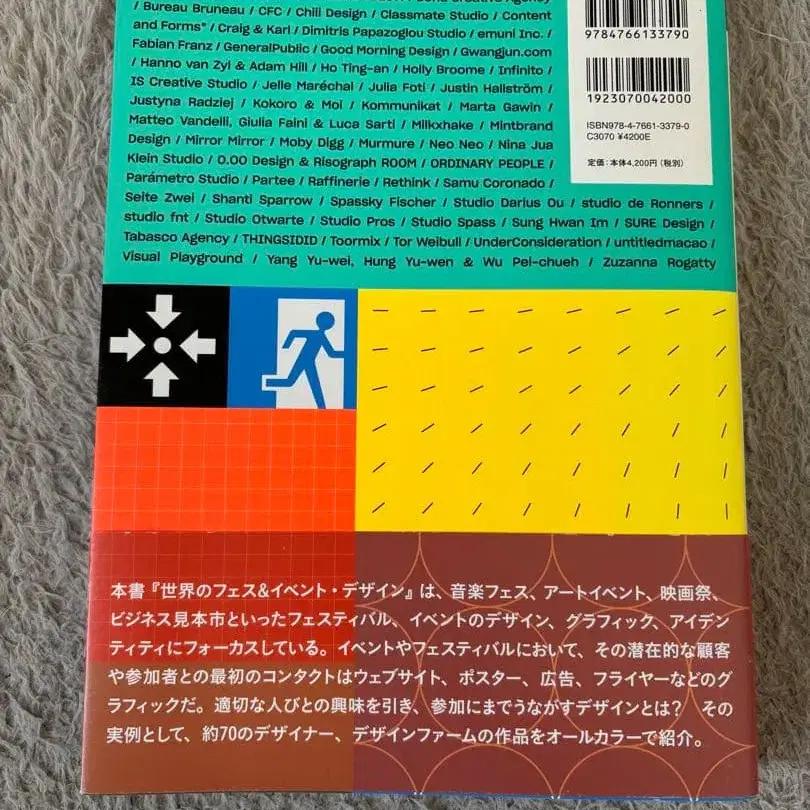 / Bureau Bruneau / CFC / Chili Design / Classmate Studio / Content
and Forms* / Craig & Karl / Dimitris Papazoglou Studio / emuni Inc. /
Fabian Franz / GeneralPublic / Good Morning Design / Gwangjun.com
/ Hanno van Zyl & Adam Hill / Ho Ting-an / Holly Broome / Infinito /
IS Creative Studio / Jelle Maréchal / Julia Foti / Justin Hallström /
Justyna Radziej / Kokoro & Moi / Kommunikat / Marta Gawin /
Matteo Vandelli, Giulia Faini & Luca Sarti / Milkxhake / Mintbrand
Design / Mirror Mirror / Moby Digg / Murmure / Neo Neo / Nina Jua
Klein Studio / O.OO Design & Risograph ROOM / ORDINARY PEOPLE /
Parámetro Studio / Partee / Raffinerie / Rethink / Samu Coronado /
Seite Zwei / Shanti Sparrow / Spassky Fischer / Studio Darius Ou / studio de Ronners /
studio fnt / Studio Otwarte / Studio Pros / Studio Spass / Sung Hwan Im / SURE Design /
Tabasco Agency / THINGSIDID / Toormix / Tor Weibull / UnderConsideration / untitledmacao /
Visual Playground / Yang Yu-wei, Hung Yu-wen & Wu Pei-chueh / Zuzanna Rogatty
9784766133790
1923070042000
ISBN978-4-7661-3379-0
C3070 ¥4200E
定価:本体4,200円(税別)
本書『世界のフェス&イベント・デザイン』は、音楽フェス、アートイベント、映画祭、
ビジネス見本市といったフェスティバル、イベントのデザイン、グラフィック、アイデン
ティティにフォーカスしている。イベントやフェスティバルにおいて、その潜在的な顧客
や参加者との最初のコンタクトはウェブサイト、ポスター、広告、フライヤーなどのグ
ラフィックだ。適切な人びとの興味を引き、参加にまでうながすデザインとは? その
実例として、約70のデザイナー、デザインファームの作品をオールカラーで紹介。